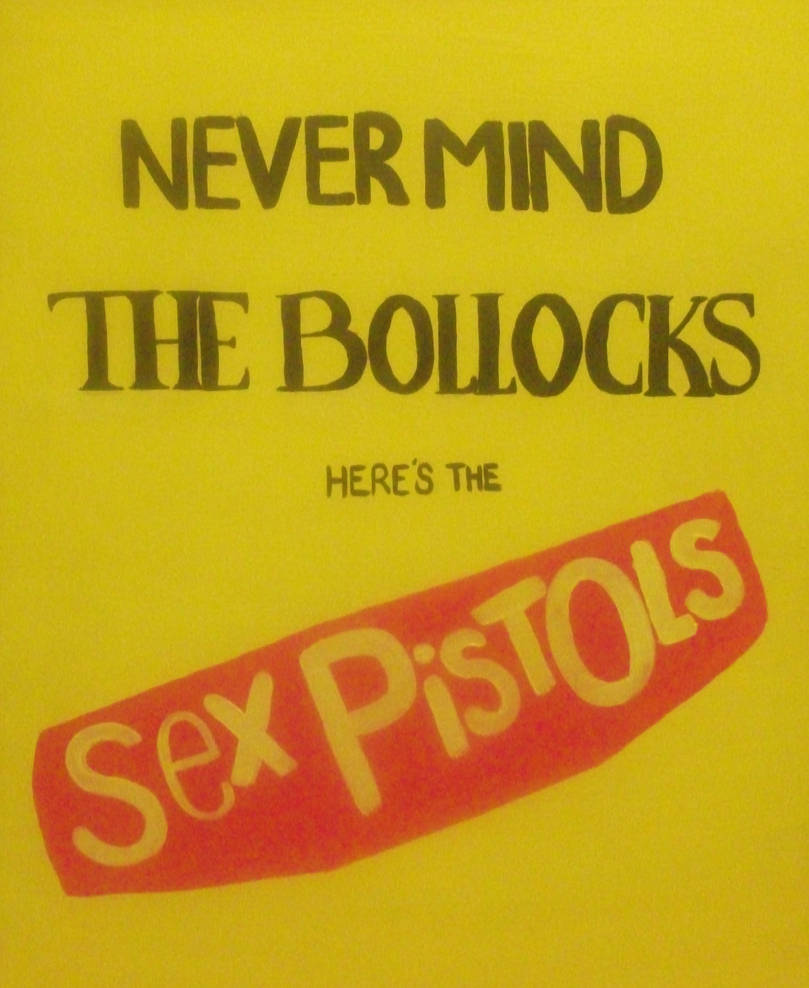 NEVER MIND
THE BOLLOCKS
HERE'S THE
Sex PiSTOLS